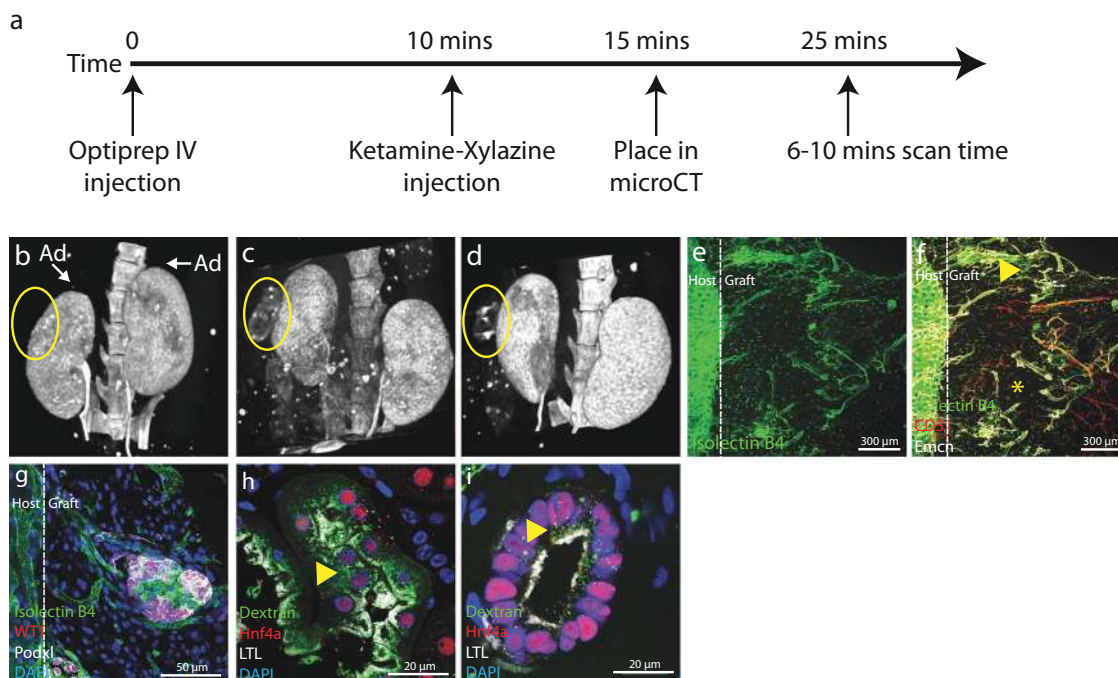 a
0
10 mins
15 mins
25 mins
Time
Optiprep IV
injection
Ketamine-Xylazine
injection
Place in
microCT
6-10 mins scan time
b
Ad
Ad
c
d
e
Host Graft
Isolectin B4
300 µm
f
Host Graft
*
B4
Emcn
300 µm
g
Host Graft
Isolectin B4
WT1
Podxl
DAPI
50 µm
h
Dextran
Hnf4a
LTL
DAPI
20 µm
i
Dextran
Hnf4a
LTL
DAPI
20 µm